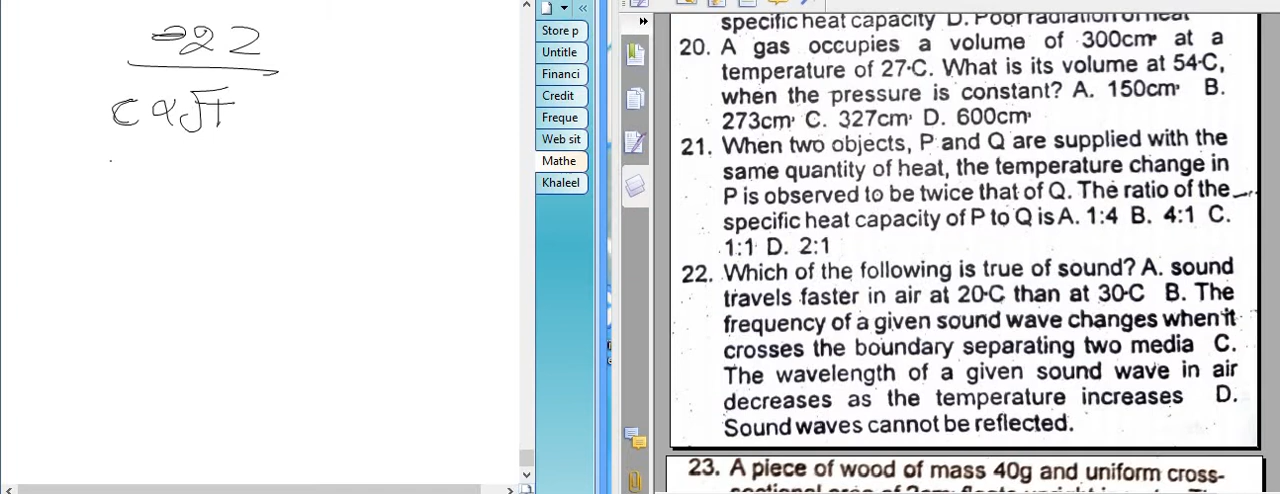 22
C α √T
Store p
Untitle
Financi
Credit
Freque
Web sit
Mathe
Khaleel
specific heat capacity D. Poor radiation of heat
20. A gas occupies a volume of 300cm³ at a
temperature of 27·C. What is its volume at 54·C,
when the pressure is constant? A. 150cm³ B.
273cm³ C. 327cm³ D. 600cm³
21. When two objects, P and Q are supplied with the
same quantity of heat, the temperature change in
P is observed to be twice that of Q. The ratio of the
specific heat capacity of P to Q is A. 1:4 B. 4:1 C.
1:1 D. 2:1
22. Which of the following is true of sound? A. sound
travels faster in air at 20·C than at 30·C B. The
frequency of a given sound wave changes when it
crosses the boundary separating two media C.
The wavelength of a given sound wave in air
decreases as the temperature increases D.
Sound waves cannot be reflected.
23. A piece of wood of mass 40g and uniform cross-